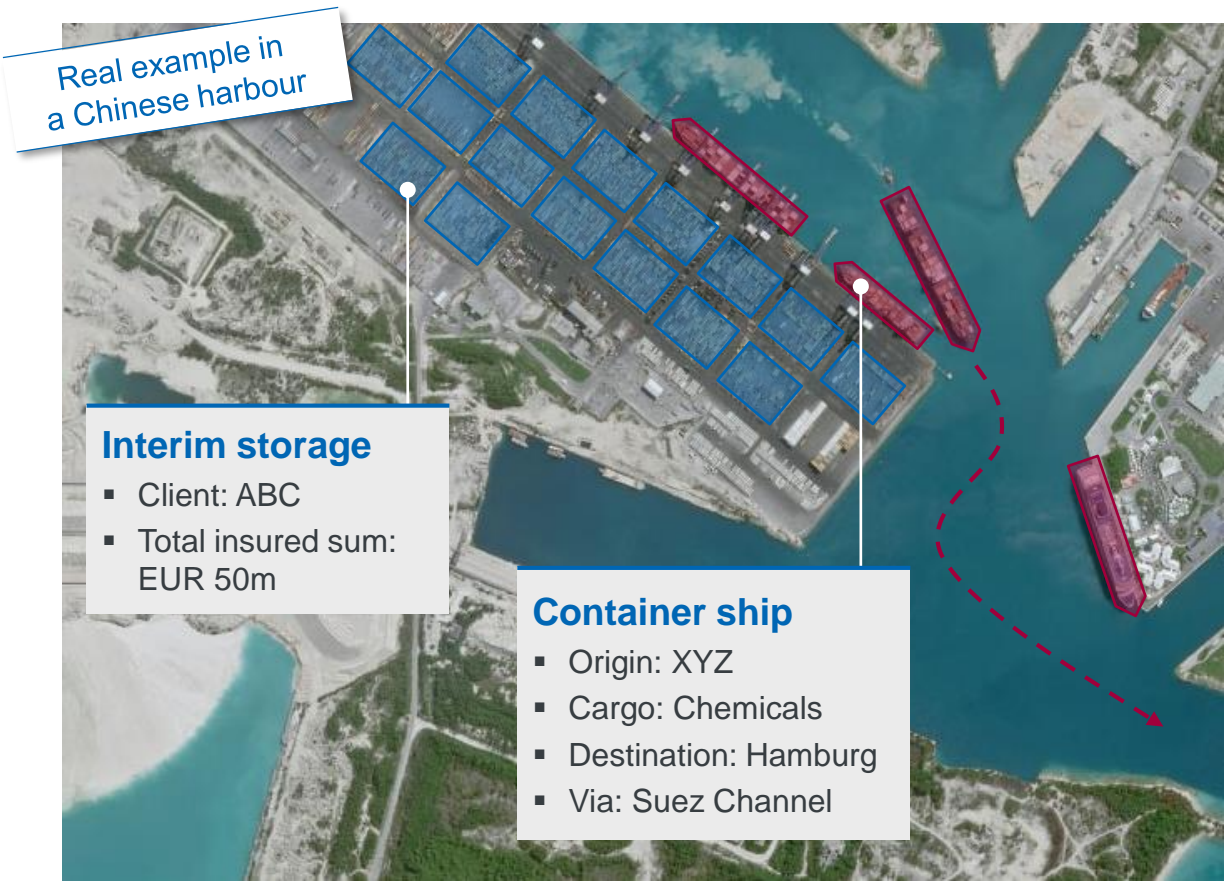 Real example in
a Chinese harbour
Interim storage
▪ Client: ABC
▪ Total insured sum:
EUR 50m
Container ship
▪ Origin: XYZ
▪ Cargo: Chemicals
▪ Destination: Hamburg
▪ Via: Suez Channel